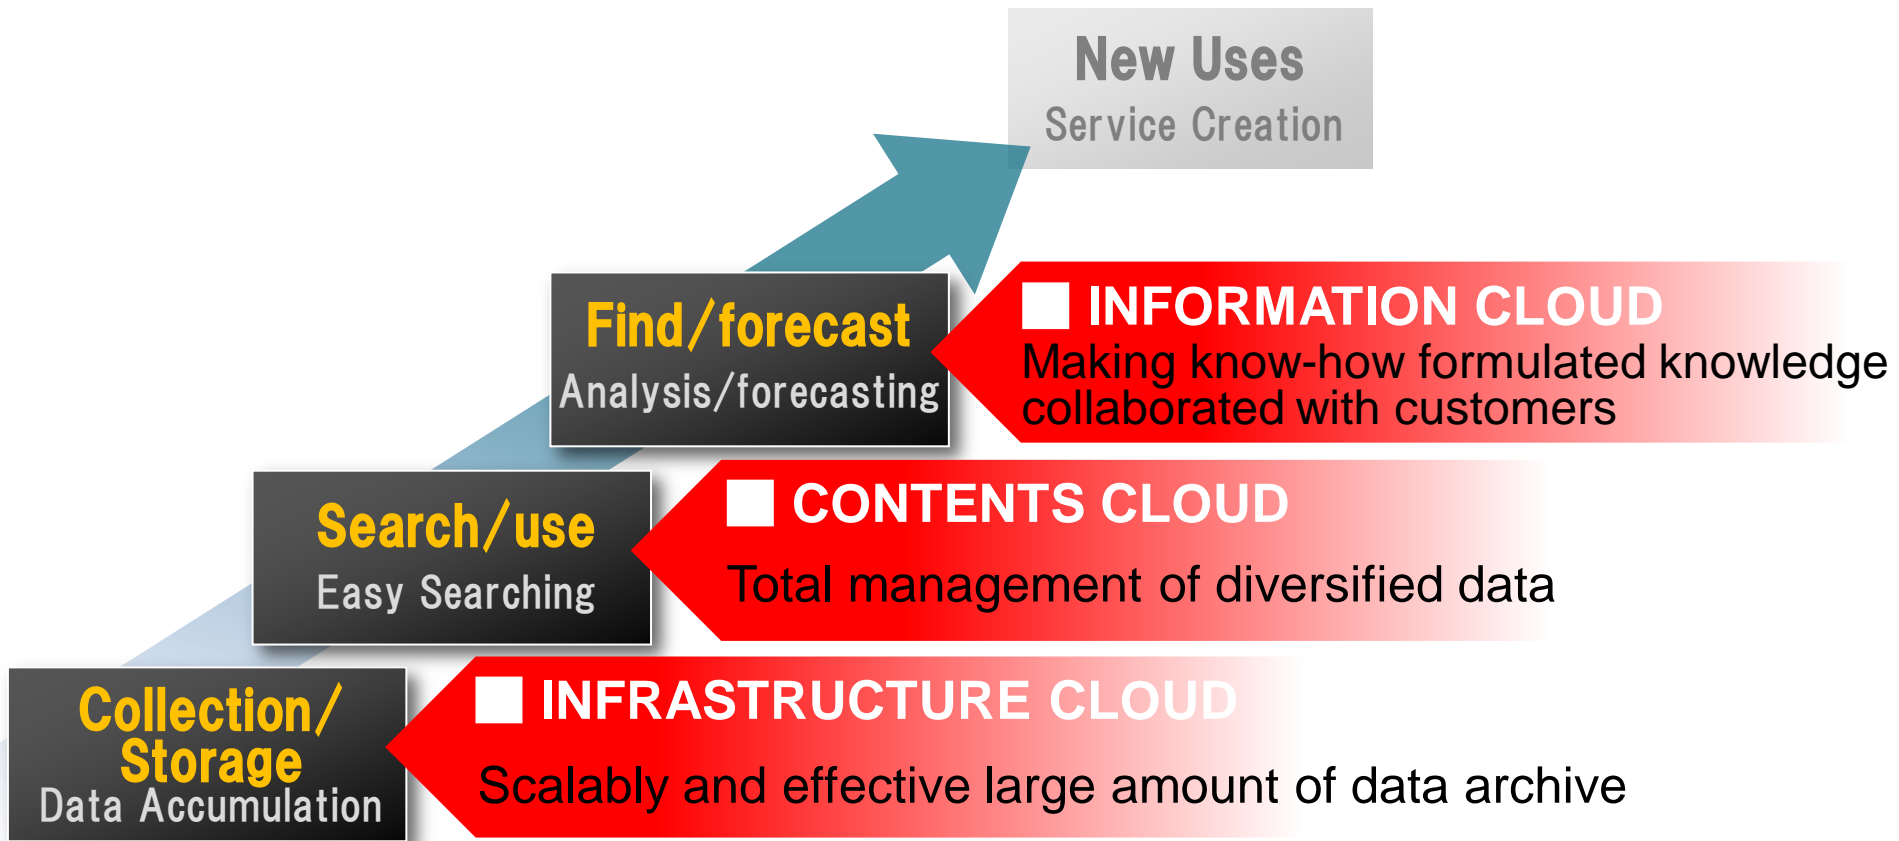 New Uses
Service Creation
Find/forecast
Analysis/forecasting
■ INFORMATION CLOUD
Making know-how formulated knowledge
collaborated with customers
Search/use
Easy Searching
■ CONTENTS CLOUD
Total management of diversified data
Collection/
Storage
Data Accumulation
■ INFRASTRUCTURE CLOUD
Scalably and effective large amount of data archive